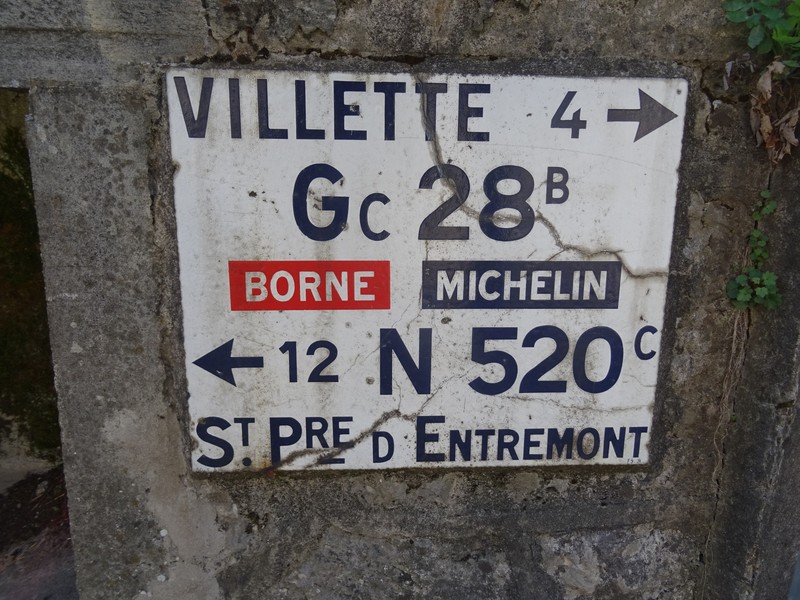 VILLETTE 4 →
Gc 28B
BORNE MICHELIN
← 12 N 520C
ST. PRE D ENTREMONT